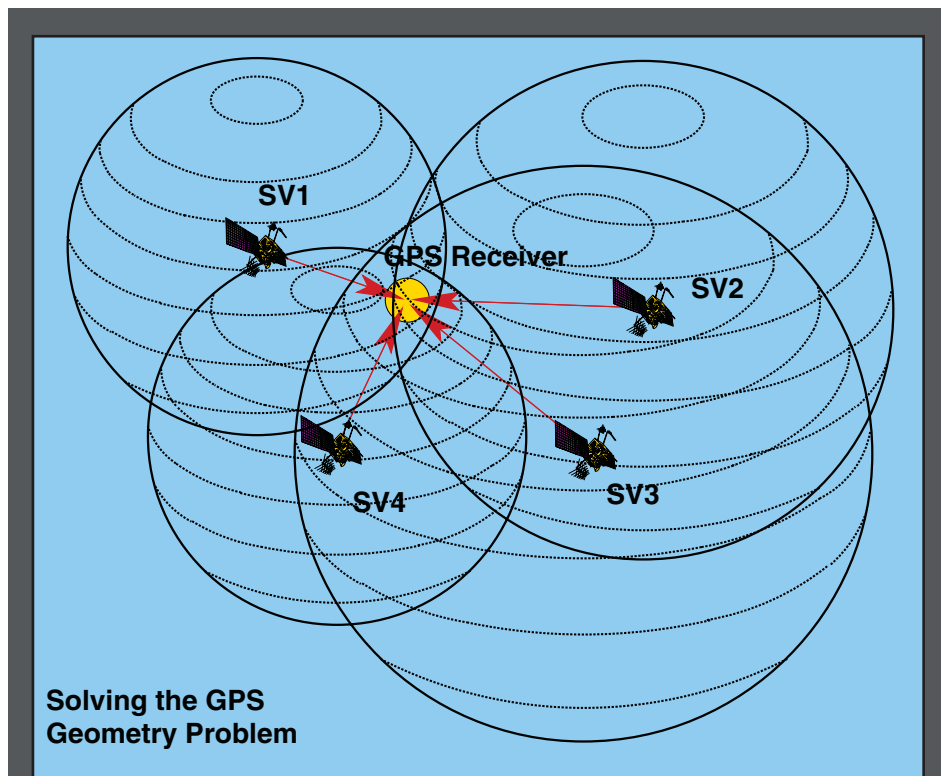 SV1
GPS Receiver
SV2
SV3
SV4
Solving the GPS
Geometry Problem